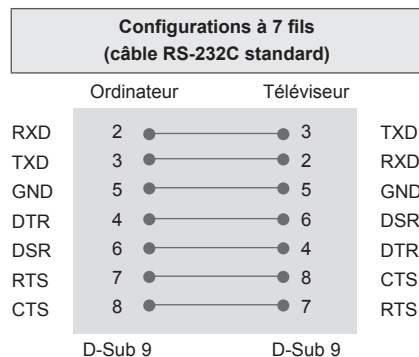 Configurations à 7 fils
(câble RS-232C standard)
Ordinateur Téléviseur
RXD 2 3 TXD
TXD 3 2 RXD
GND 5 5 GND
DTR 4 6 DSR
DSR 6 4 DTR
RTS 7 8 CTS
CTS 8 7 RTS
D-Sub 9 D-Sub 9